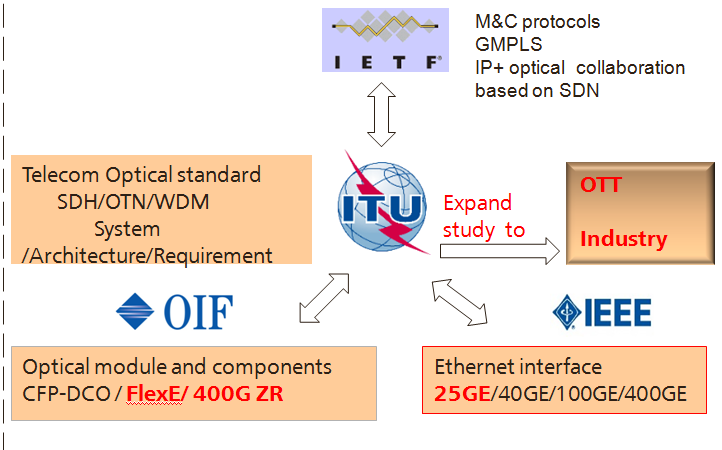 M&C protocols
GMPLS
IP+ optical collaboration
based on SDN
I E T F®
Telecom Optical standard
SDH/OTN/WDM
System
/Architecture/Requirement
ITU
Expand
study to
OTT
Industry
OIF
IEEE
Optical module and components
CFP-DCO / FlexE/ 400G ZR
Ethernet interface
25GE/40GE/100GE/400GE